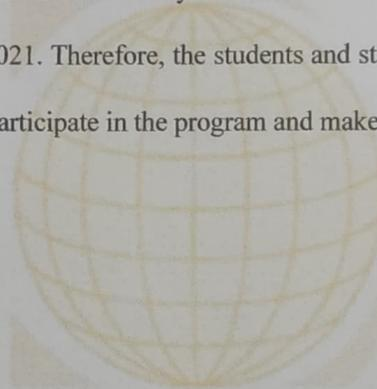 021. Therefore, the students and st
articipate in the program and make